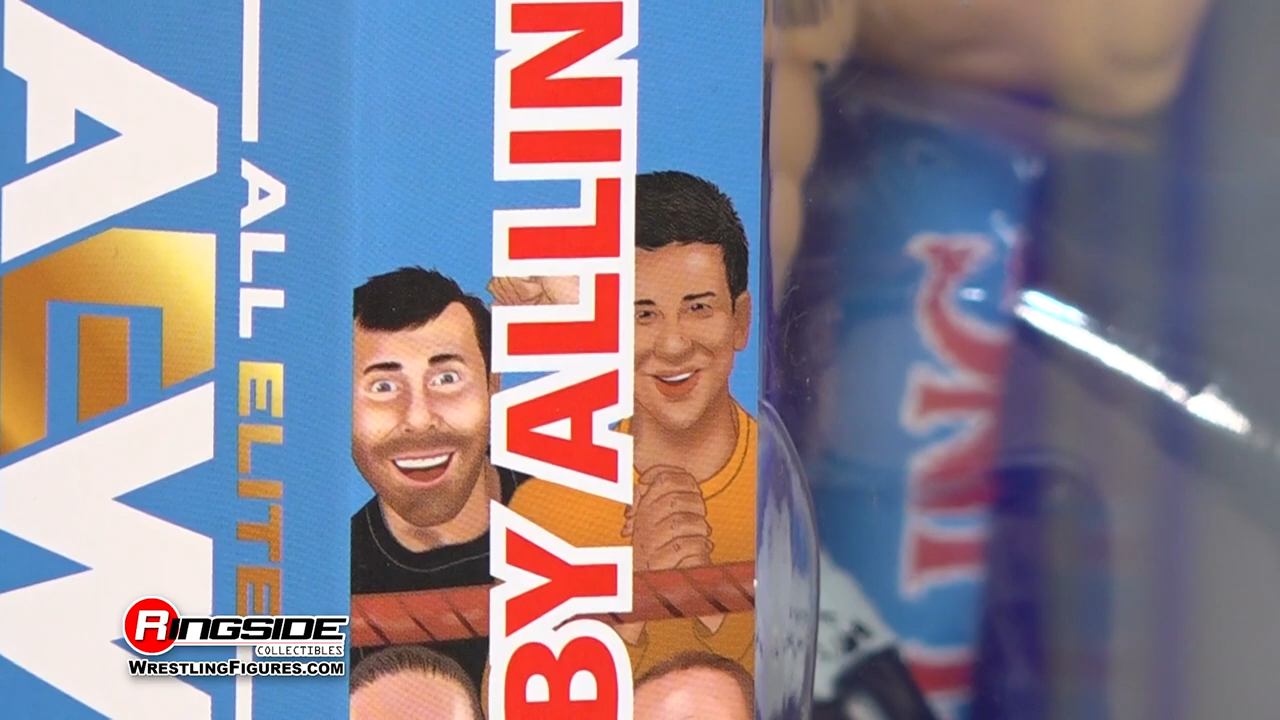 AEW
ALL ELITE
BY ALLIN
RINGSIDE
COLLECTIBLES
WRESTLINGFIGURES.COM